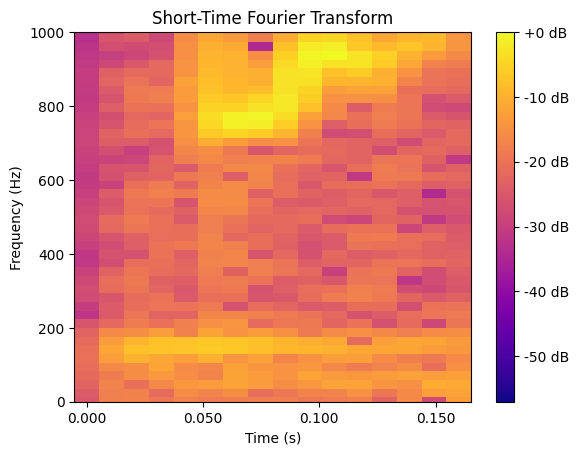 Short-Time Fourier Transform
1000
800
600
400
200
0
Frequency (Hz)
0.000
0.050
0.100
0.150
Time (s)
+0 dB
-10 dB
-20 dB
-30 dB
-40 dB
-50 dB